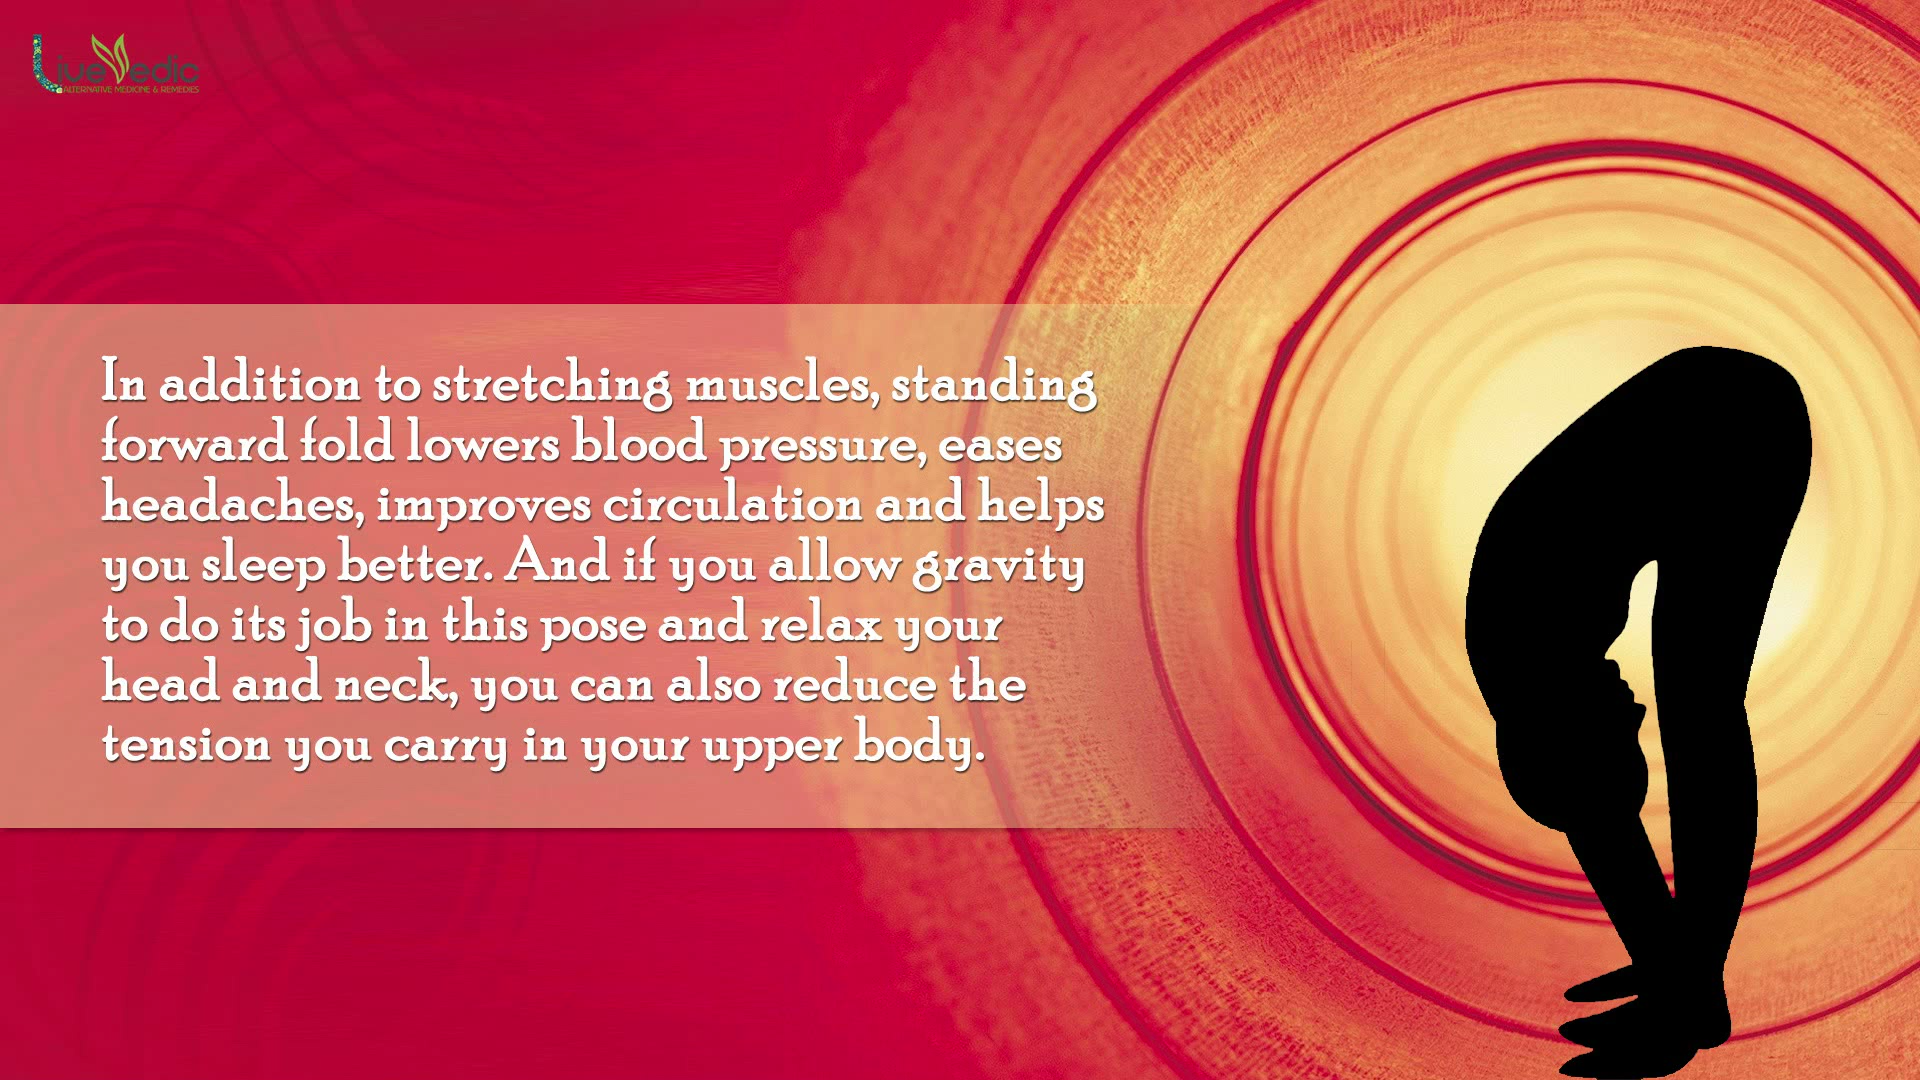 LiveVedic
ALTERNATIVE MEDICINE & REMEDIES
In addition to stretching muscles, standing
forward fold lowers blood pressure, eases
headaches, improves circulation and helps
you sleep better. And if you allow gravity
to do its job in this pose and relax your
head and neck, you can also reduce the
tension you carry in your upper body.